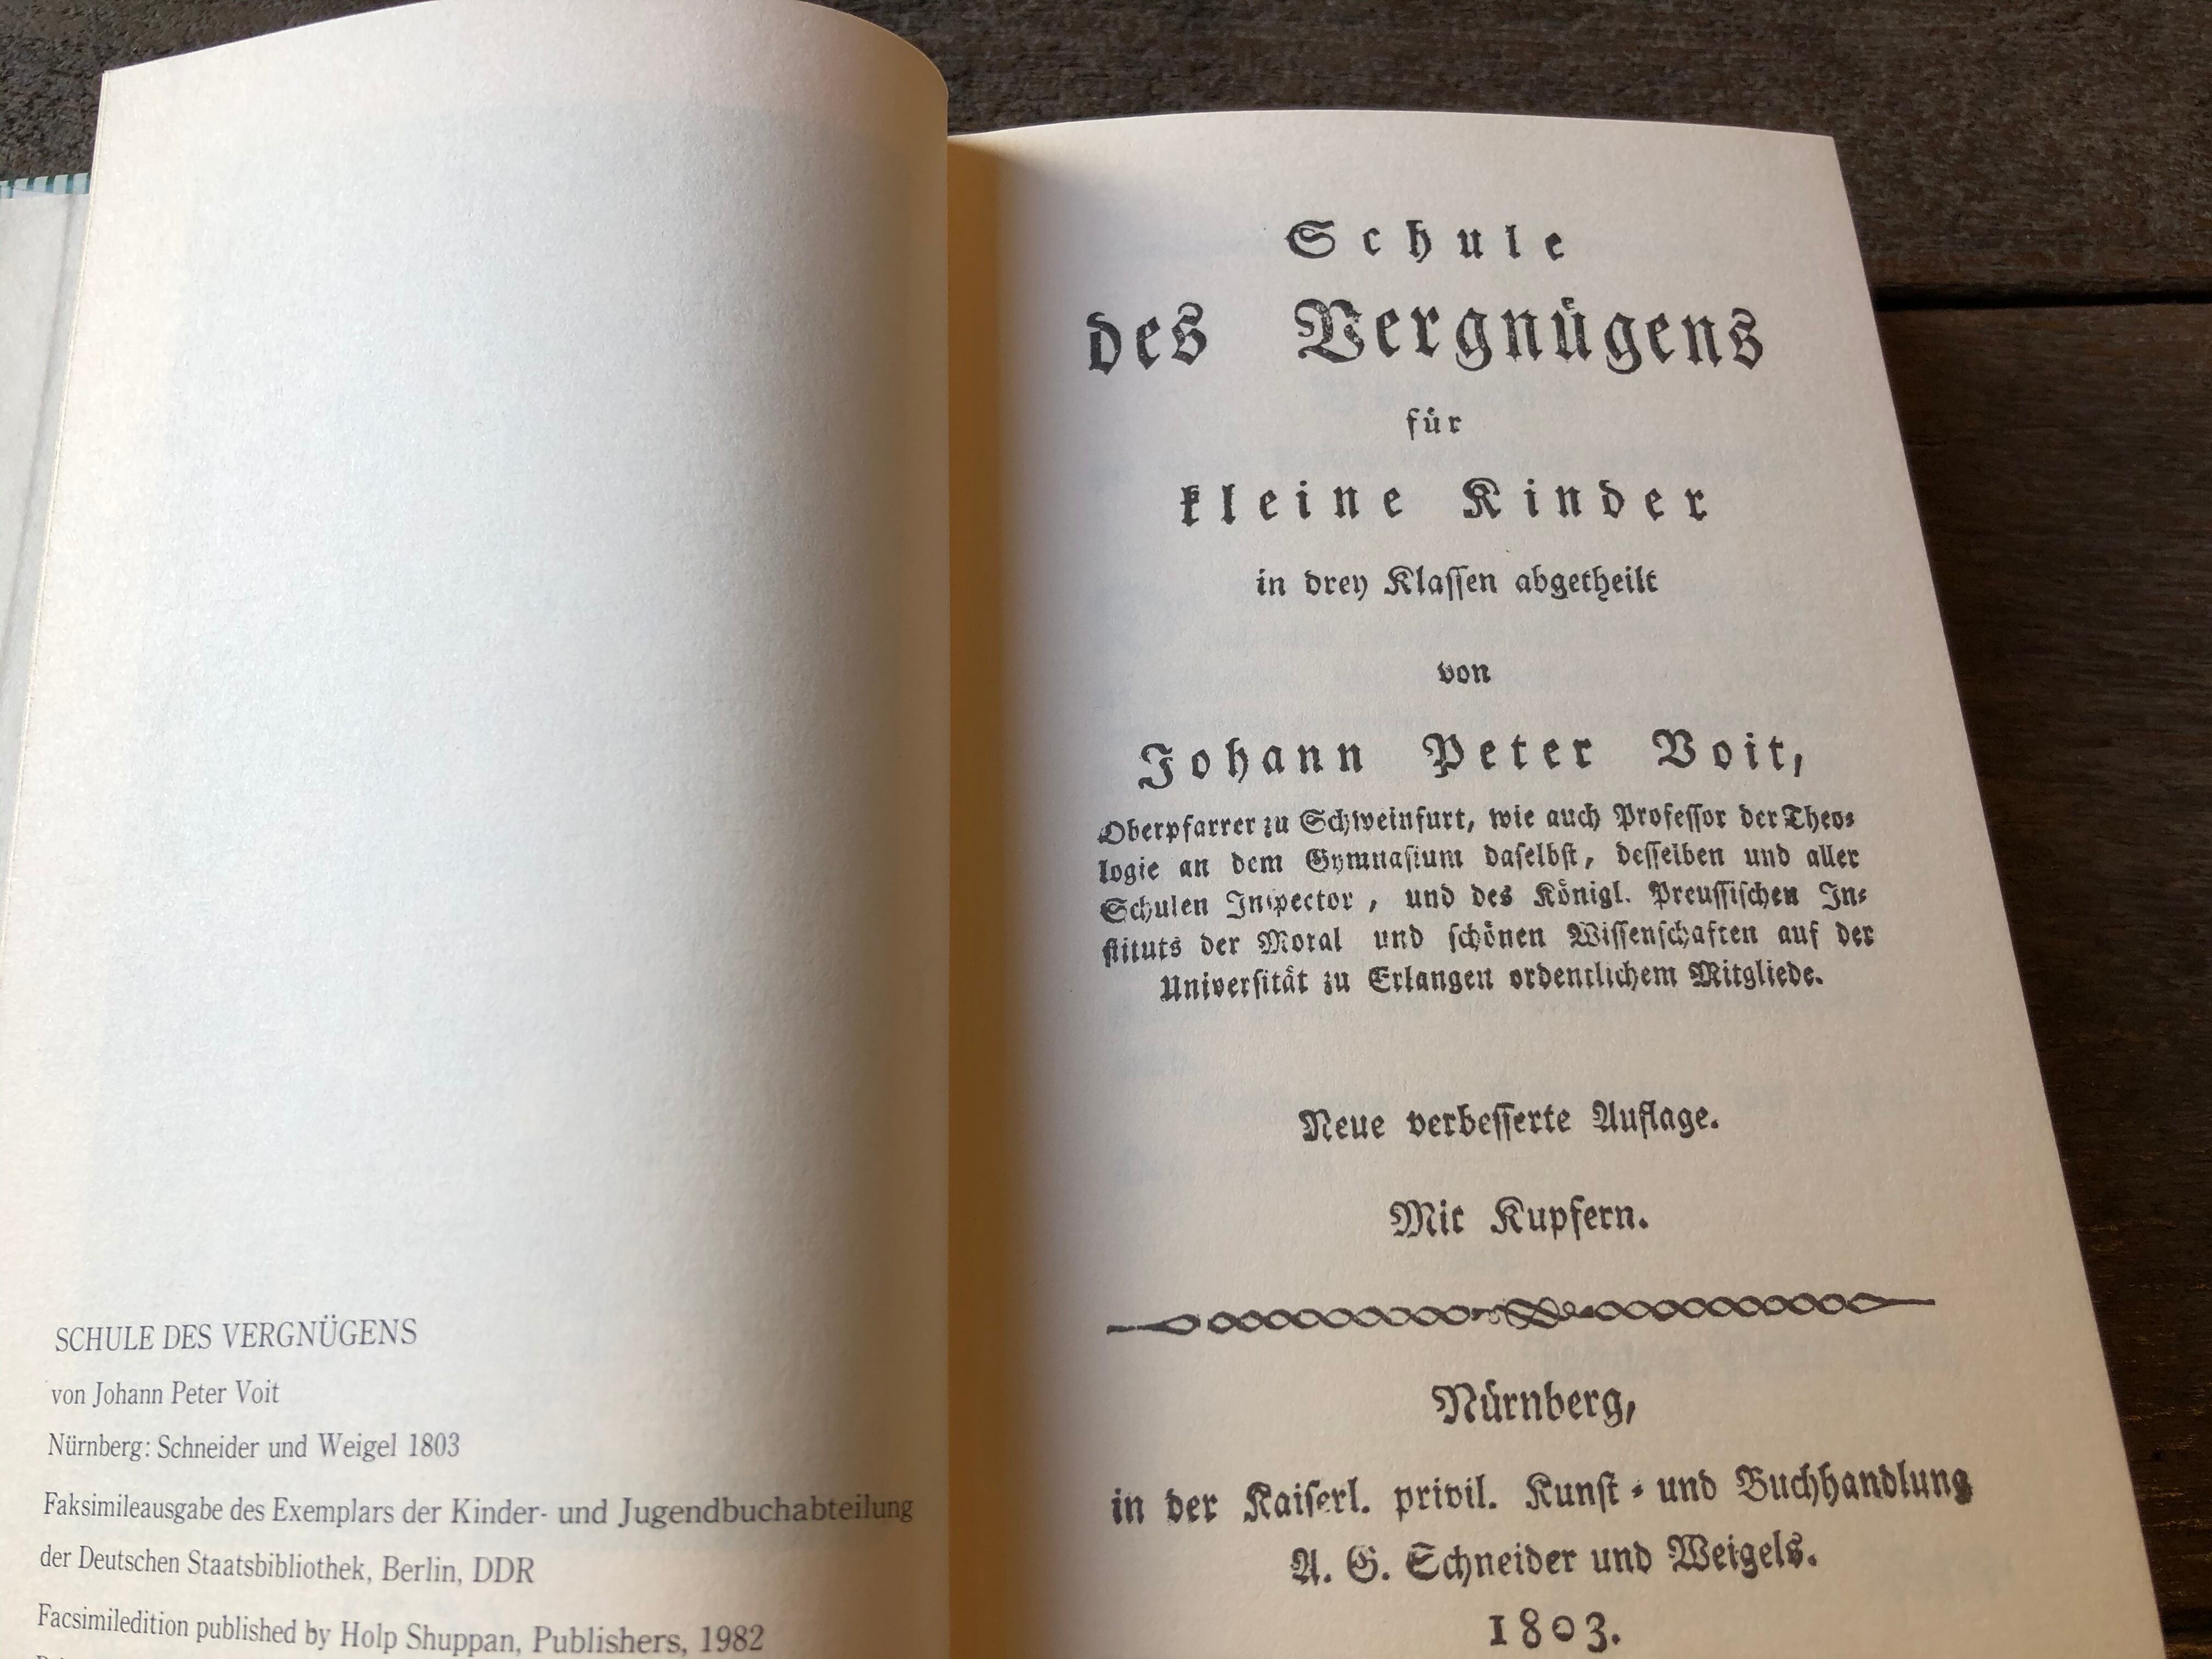 SCHULE DES VERGNÜGENS
von Johann Peter Voit
Nürnberg: Schneider und Weigel 1803
Faksimileausgabe des Exemplars der Kinder- und Jugendbuchabteilung
der Deutschen Staatsbibliothek, Berlin, DDR
Facsimiledition published by Holp Shuppan, Publishers, 1982
Schule
des Vergnügens
für
kleine Kinder
in drey Klaſſen abgetheilt
von
Johann Peter Voit,
Oberpfarrer zu Schweinfurt, wie auch Profeſſor der Theo-
logie an dem Gymnaſium daſelbſt, deſſelben und aller
Schulen Inſpector, und des Königl. Preuſſiſchen In-
ſtituts der Moral und ſchönen Wiſſenſchaften auf der
Univerſität zu Erlangen ordentlichem Mitgliede.
Neue verbeſſerte Auflage.
Mit Kupfern.
Nürnberg,
in der Kaiſerl. privil. Kunſt- und Buchhandlung
A. G. Schneider und Weigels.
1803.